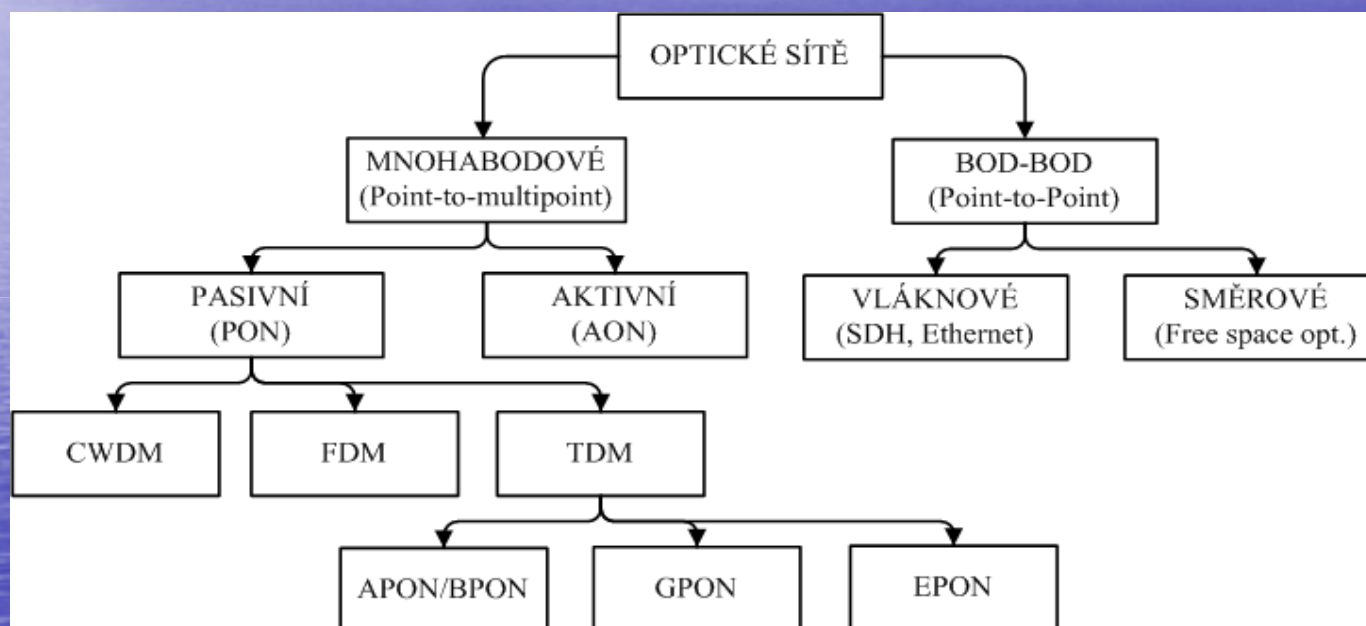 OPTICKÉ SÍTĚ
MNOHABODOVÉ
(Point-to-multipoint)
BOD-BOD
(Point-to-Point)
PASIVNÍ
(PON)
AKTIVNÍ
(AON)
VLÁKNOVÉ
(SDH, Ethernet)
SMĚROVÉ
(Free space opt.)
CWDM
FDM
TDM
APON/BPON
GPON
EPON